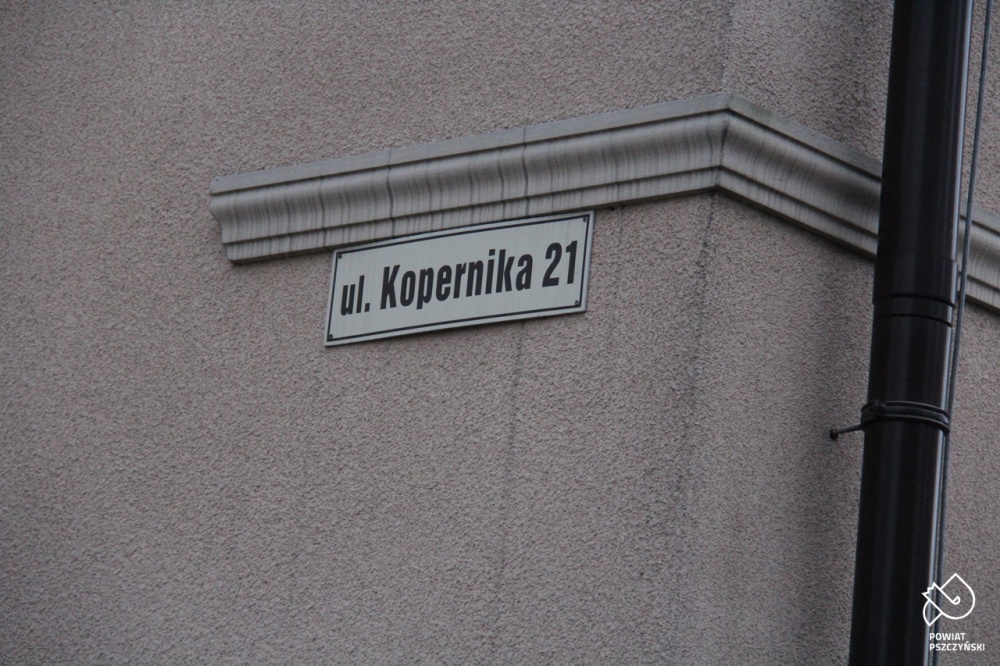 ul. Kopernika 21
POWIAT
PSZCZYŃSKI